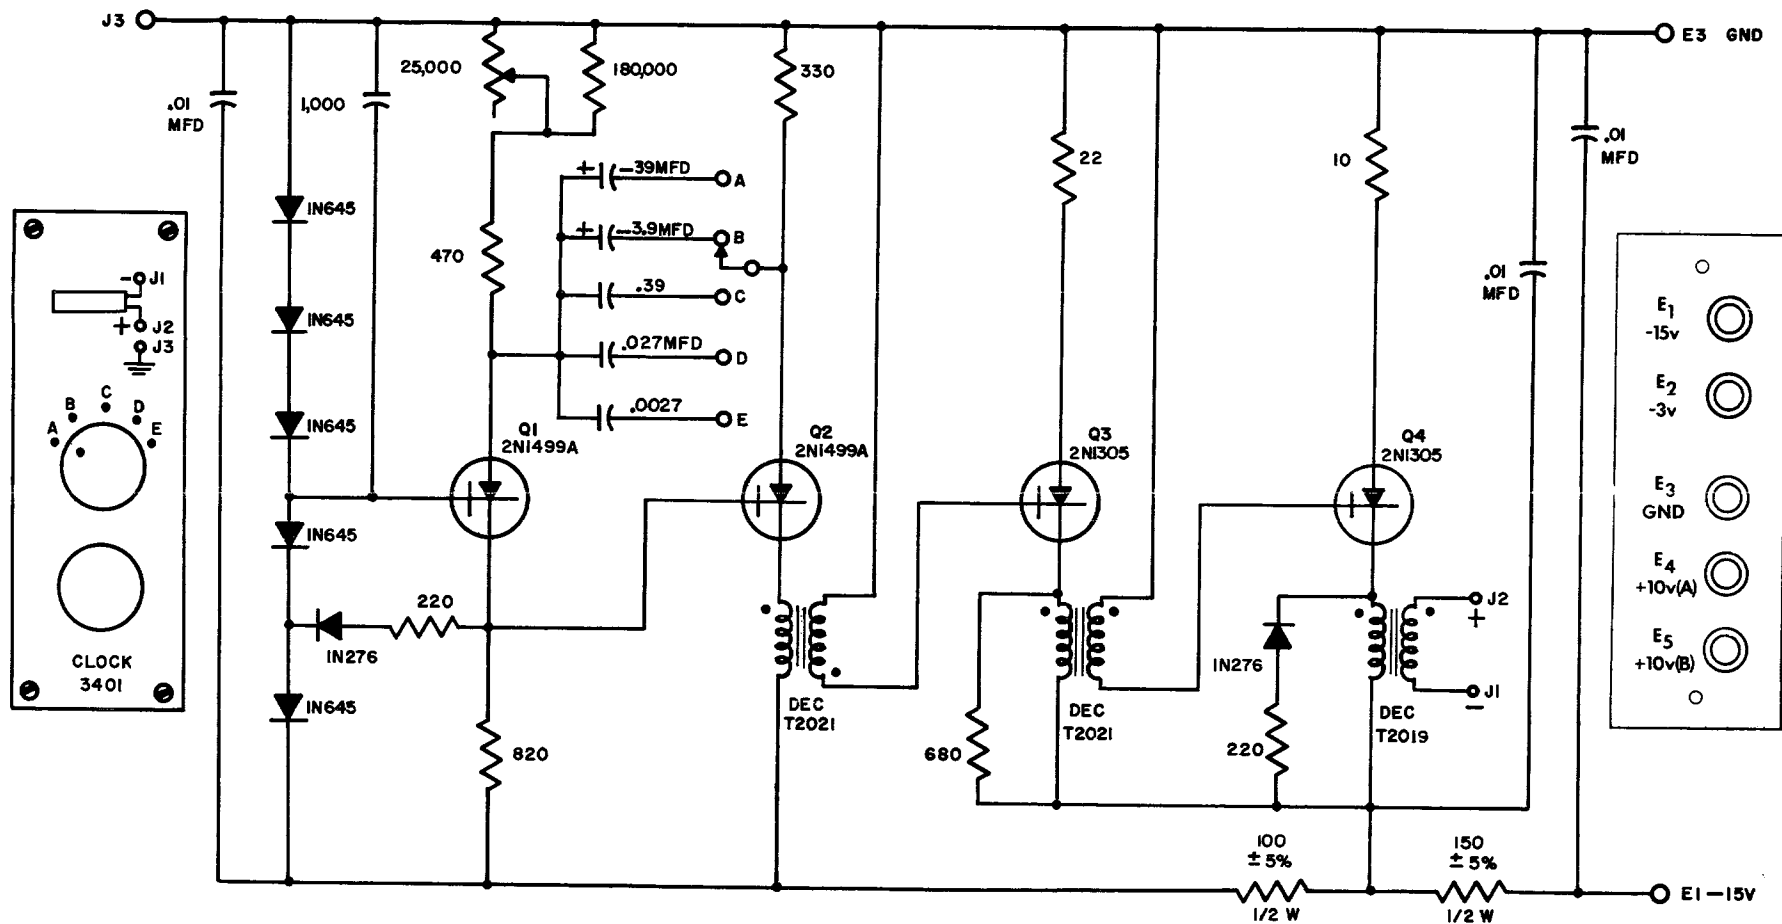 J3
E3 GND
25,000
180,000
330
.01
MFD
1,000
22
10
.01
MFD
.01
MFD
+ -39MFD
A
+ -3.9MFD
B
.39
C
.027MFD
D
.0027
E
IN645
IN645
IN645
IN645
IN645
470
Q1
2N1499A
Q2
2N1499A
Q3
2N1305
Q4
2N1305
220
IN276
820
DEC
T2021
680
DEC
T2021
IN276
220
DEC
T2019
J2
+
J1
-
100
± 5%
1/2 W
150
± 5%
1/2 W
E1 -15V
- J1
+ J2
J3
A
B
C
D
E
CLOCK
3401
E1
-15v
E2
-3v
E3
GND
E4
+10v(A)
E5
+10v(B)